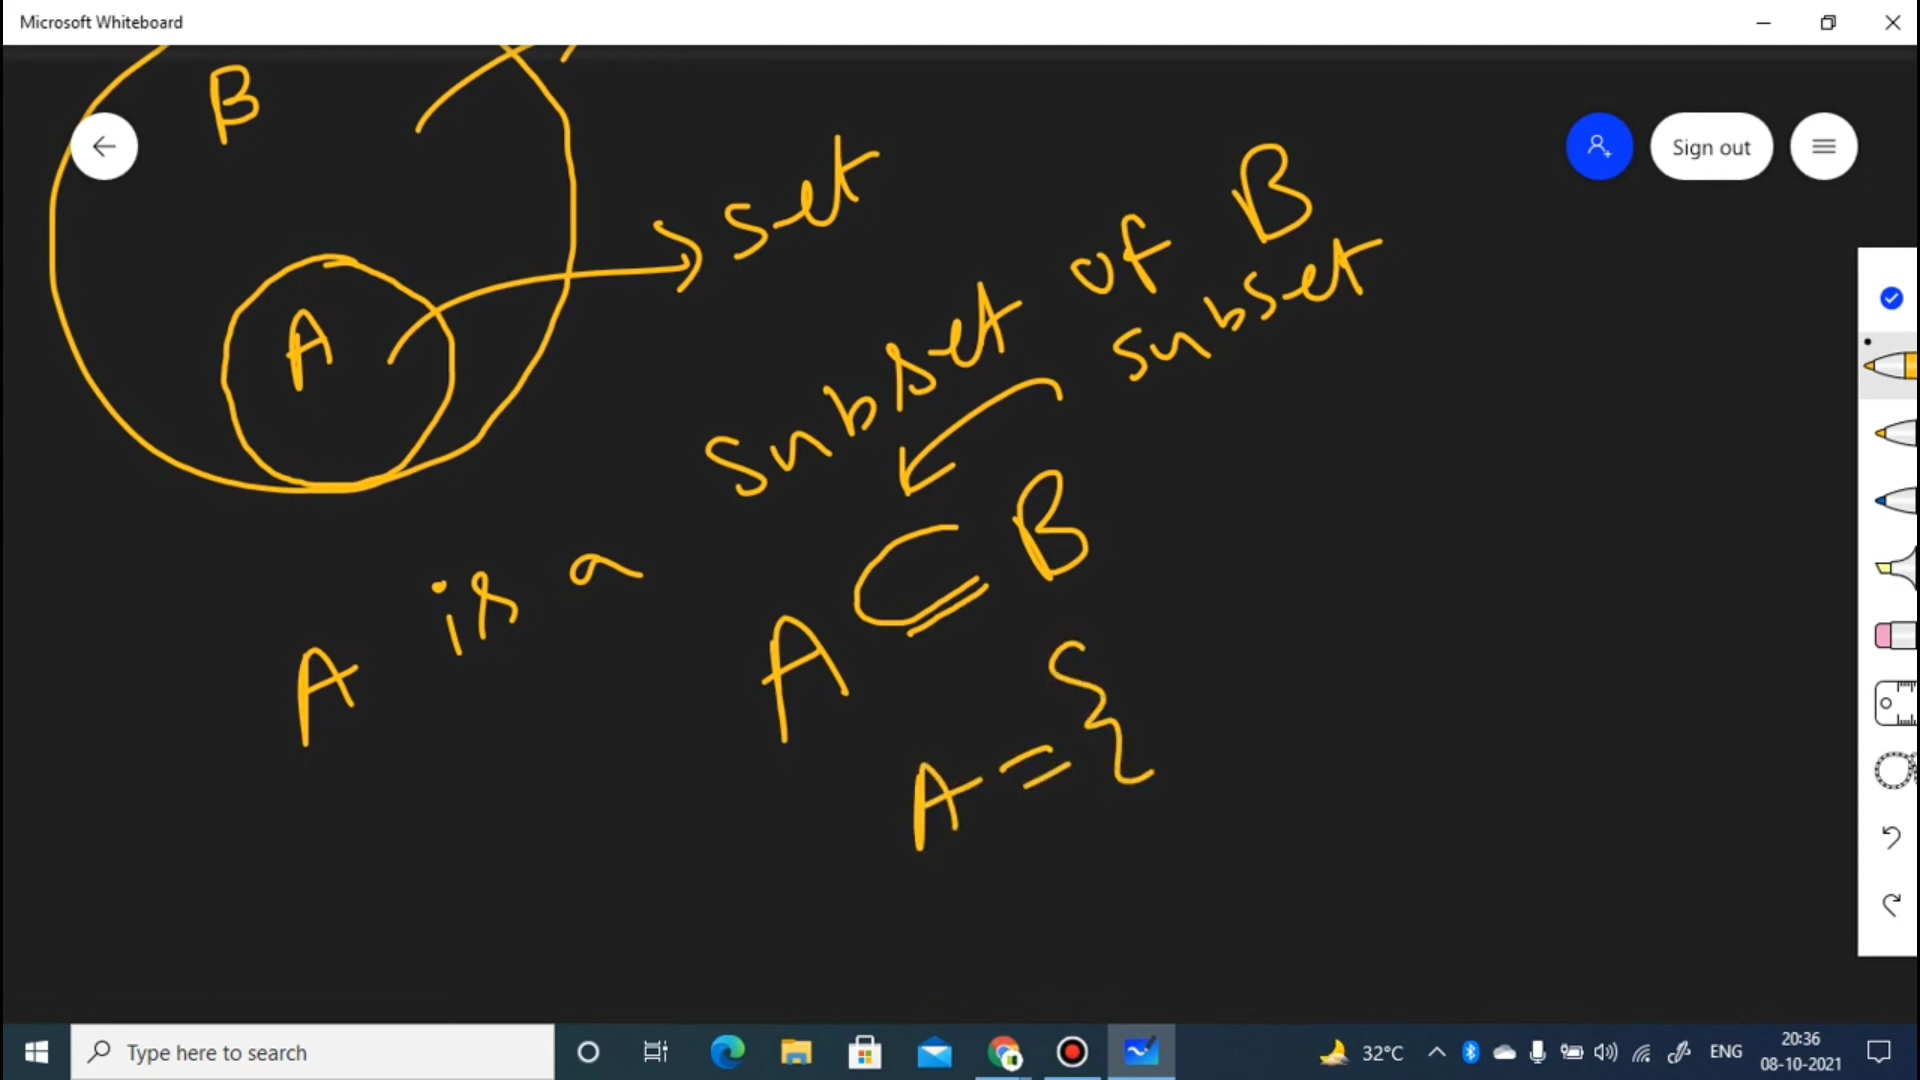 Microsoft Whiteboard
B
Sign out
set
A
A is a subset of B
subset
A ⊆ B
A = {
Type here to search
32°C
ENG
20:36
08-10-2021